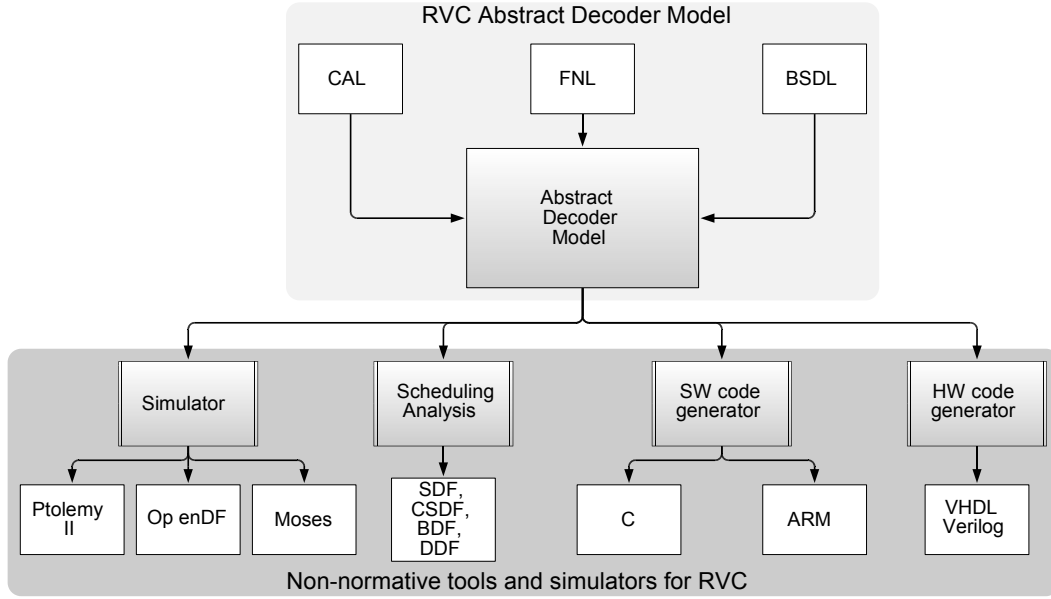 RVC Abstract Decoder Model
CAL
FNL
BSDL
Abstract
Decoder
Model
Simulator
Scheduling
Analysis
SW code
generator
HW code
generator
Ptolemy
II
Op enDF
Moses
SDF,
CSDF,
BDF,
DDF
C
ARM
VHDL
Verilog
Non-normative tools and simulators for RVC